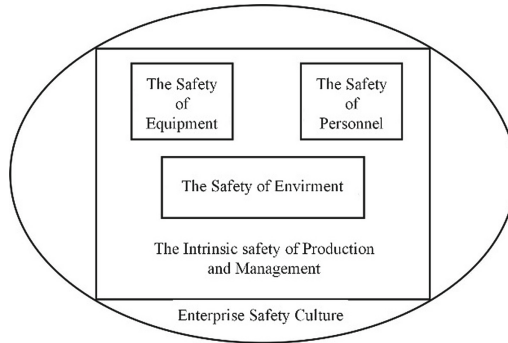 The Safety
of
Equipment
The Safety
of
Personnel
The Safety of Envirment
The Intrinsic safety of Production
and Management
Enterprise Safety Culture